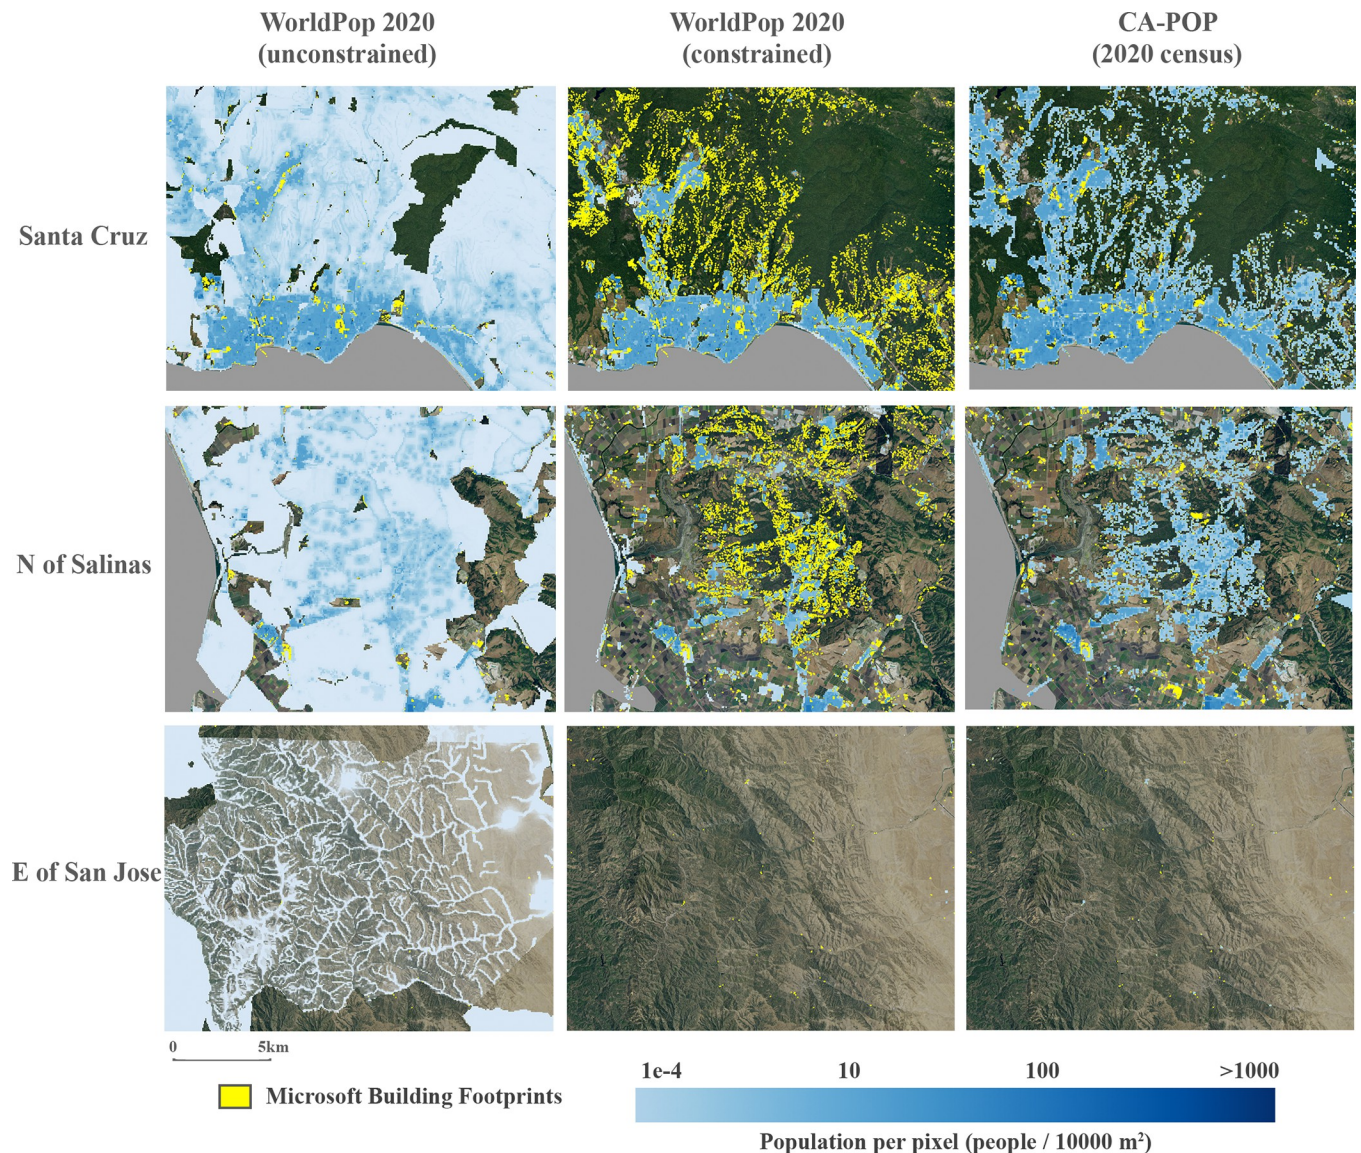 WorldPop 2020
(unconstrained)
WorldPop 2020
(constrained)
CA-POP
(2020 census)
Santa Cruz
N of Salinas
E of San Jose
0 5km
Microsoft Building Footprints
1e-4 10 100 >1000
Population per pixel (people / 10000 m²)